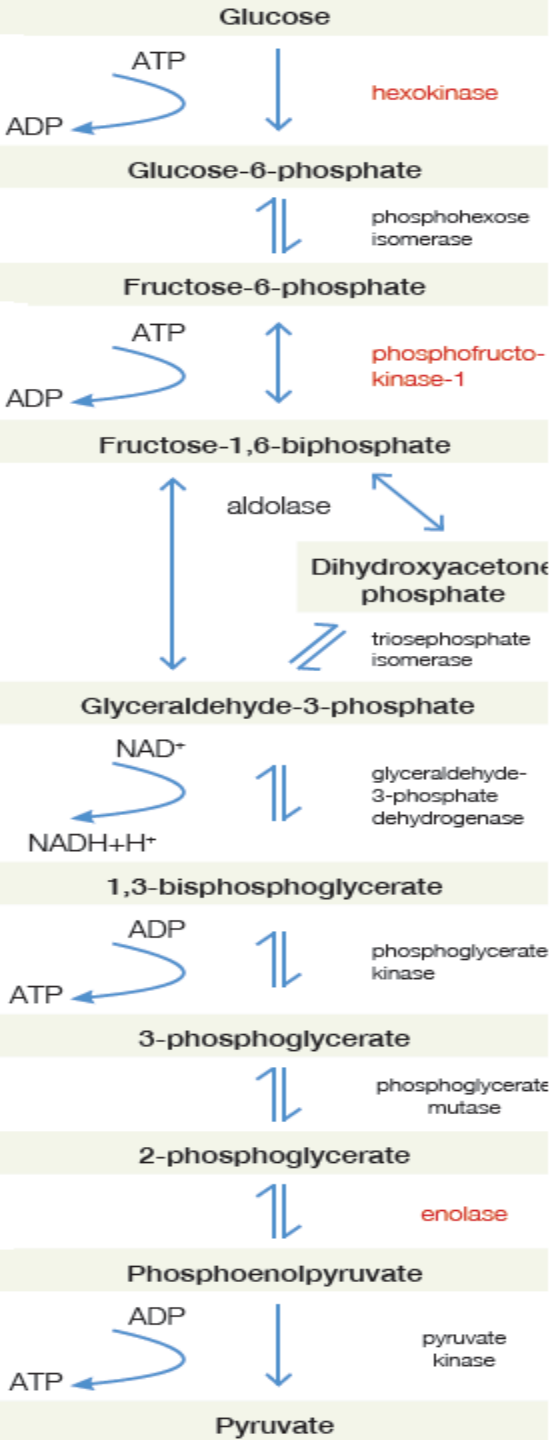 Glucose
ATP
hexokinase
ADP
Glucose-6-phosphate
phosphohexose
isomerase
Fructose-6-phosphate
ATP
phosphofructo-
kinase-1
ADP
Fructose-1,6-biphosphate
aldolase
Dihydroxyacetone
phosphate
triosephosphate
isomerase
Glyceraldehyde-3-phosphate
NAD⁺
glyceraldehyde-
3-phosphate
dehydrogenase
NADH+H⁺
1,3-bisphosphoglycerate
ADP
phosphoglycerate
kinase
ATP
3-phosphoglycerate
phosphoglycerate
mutase
2-phosphoglycerate
enolase
Phosphoenolpyruvate
ADP
pyruvate
kinase
ATP
Pyruvate